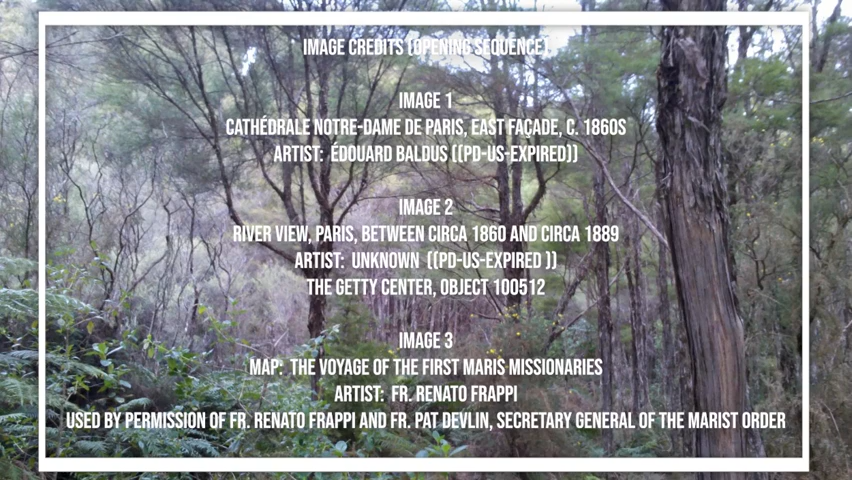 IMAGE CREDITS (OPENING SEQUENCE)
IMAGE 1
CATHÉDRALE NOTRE-DAME DE PARIS, EAST FAÇADE, C. 1860S
ARTIST: ÉDOUARD BALDUS ((PD-US-EXPIRED))
IMAGE 2
RIVER VIEW, PARIS, BETWEEN CIRCA 1860 AND CIRCA 1889
ARTIST: UNKNOWN ((PD-US-EXPIRED ))
THE GETTY CENTER, OBJECT 100512
IMAGE 3
MAP: THE VOYAGE OF THE FIRST MARIS MISSIONARIES
ARTIST: FR. RENATO FRAPPI
USED BY PERMISSION OF FR. RENATO FRAPPI AND FR. PAT DEVLIN, SECRETARY GENERAL OF THE MARIST ORDER